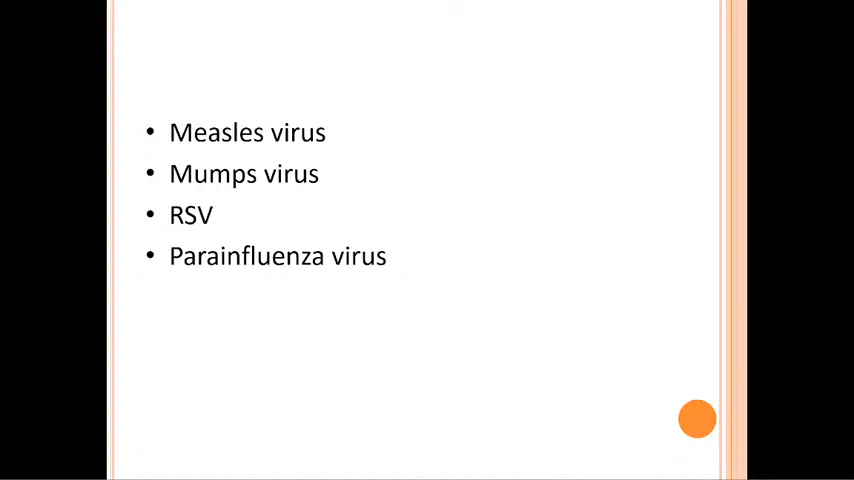 • Measles virus
• Mumps virus
• RSV
• Parainfluenza virus